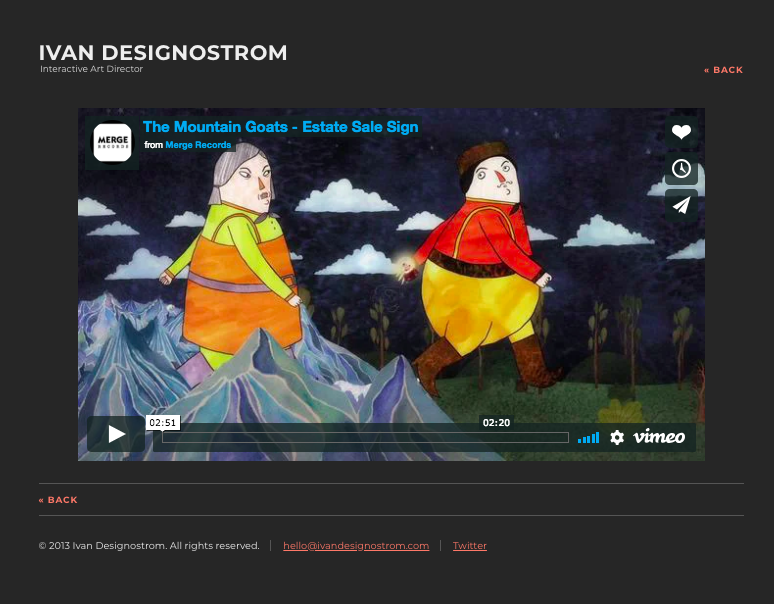 IVAN DESIGNOSTROM
Interactive Art Director
« BACK
MERGE
RECORDS
The Mountain Goats - Estate Sale Sign
from Merge Records
02:51
02:20
vimeo
« BACK
© 2013 Ivan Designostrom. All rights reserved. hello@ivandesignostrom.com Twitter